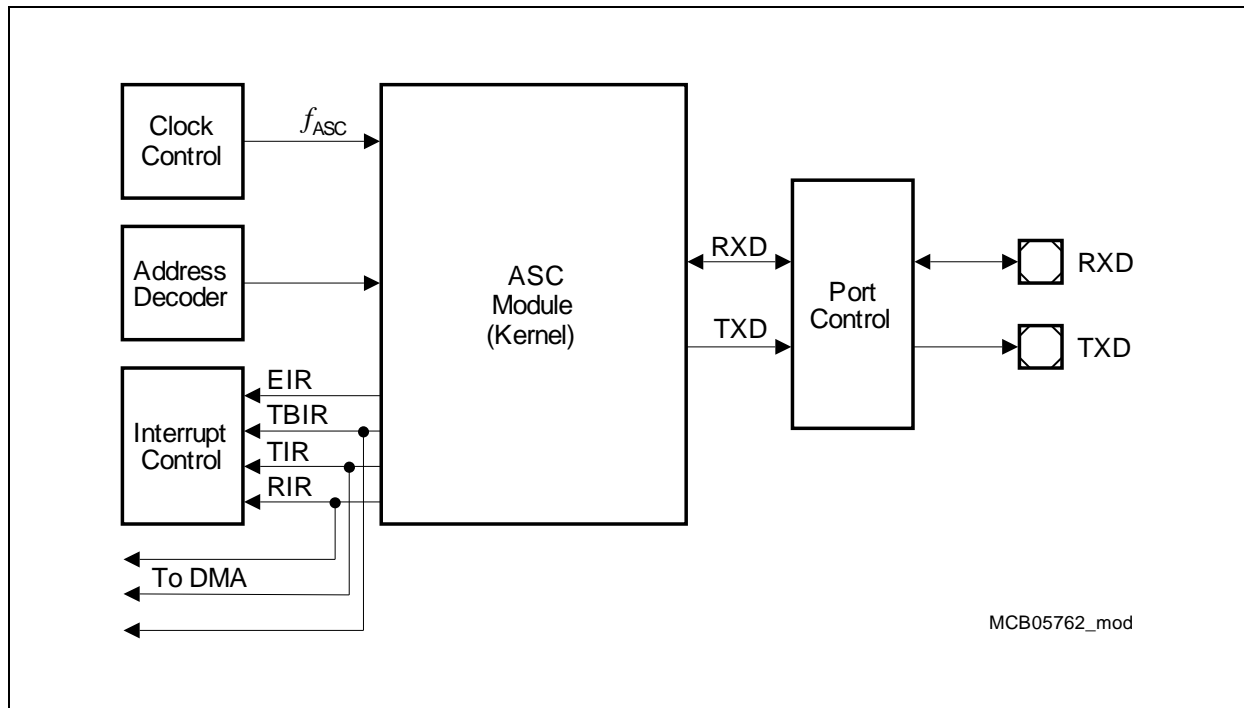 Clock
Control
fASC
Address
Decoder
ASC
Module
(Kernel)
RXD
TXD
Port
Control
RXD
TXD
Interrupt
Control
EIR
TBIR
TIR
RIR
To DMA
MCB05762_mod